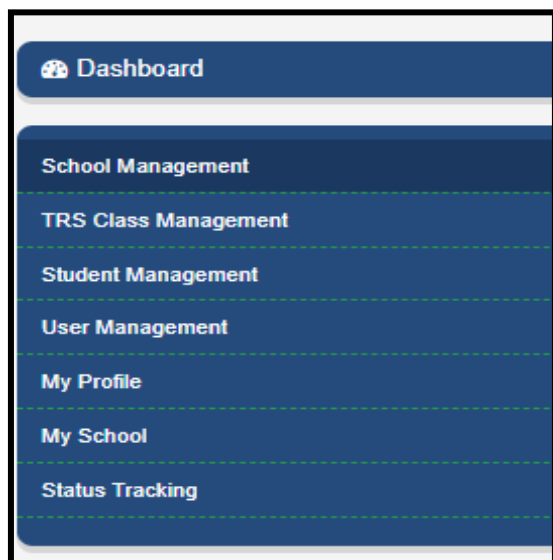 Dashboard
School Management
TRS Class Management
Student Management
User Management
My Profile
My School
Status Tracking